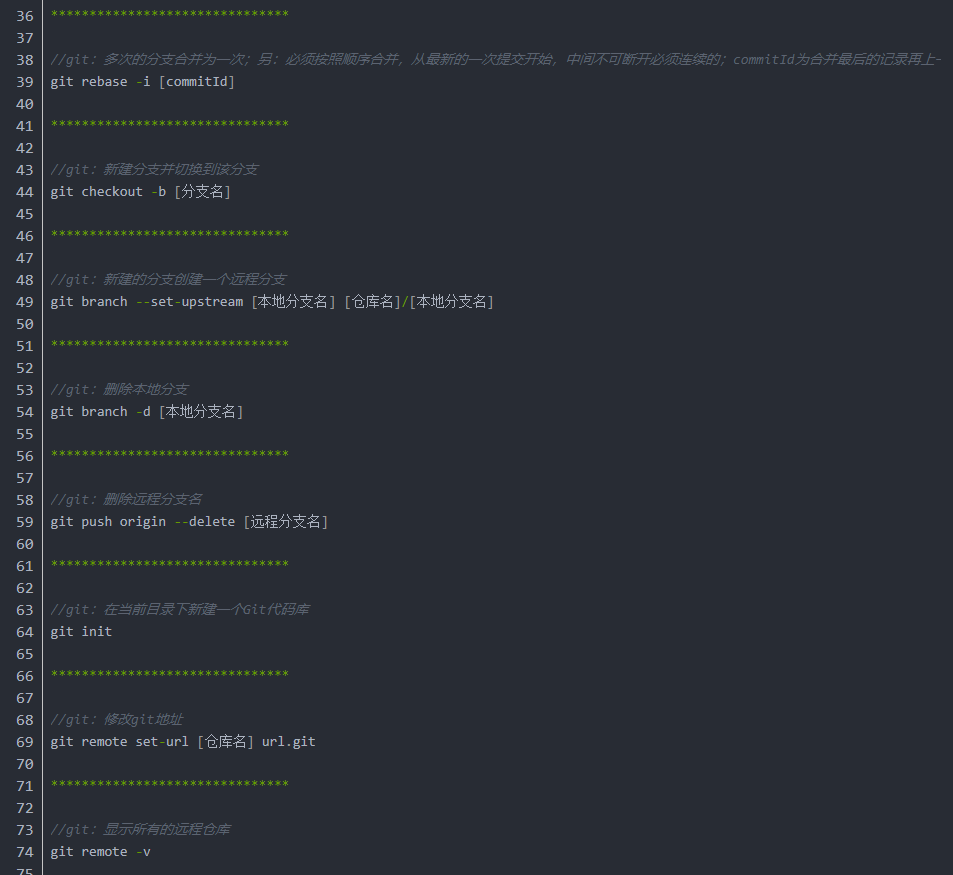 36 *******************************
37
38 //git：多次的分支合并为一次；另：必须按照顺序合并，从最新的一次提交开始，中间不可断开必须连续的；commitId为合并最后的记录再上-
39 git rebase -i [commitId]
40
41 *******************************
42
43 //git：新建分支并切换到该分支
44 git checkout -b [分支名]
45
46 *******************************
47
48 //git：新建的分支创建一个远程分支
49 git branch --set-upstream [本地分支名] [仓库名]/[本地分支名]
50
51 *******************************
52
53 //git：删除本地分支
54 git branch -d [本地分支名]
55
56 *******************************
57
58 //git：删除远程分支名
59 git push origin --delete [远程分支名]
60
61 *******************************
62
63 //git：在当前目录下新建一个Git代码库
64 git init
65
66 *******************************
67
68 //git：修改git地址
69 git remote set-url [仓库名] url.git
70
71 *******************************
72
73 //git：显示所有的远程仓库
74 git remote -v
75